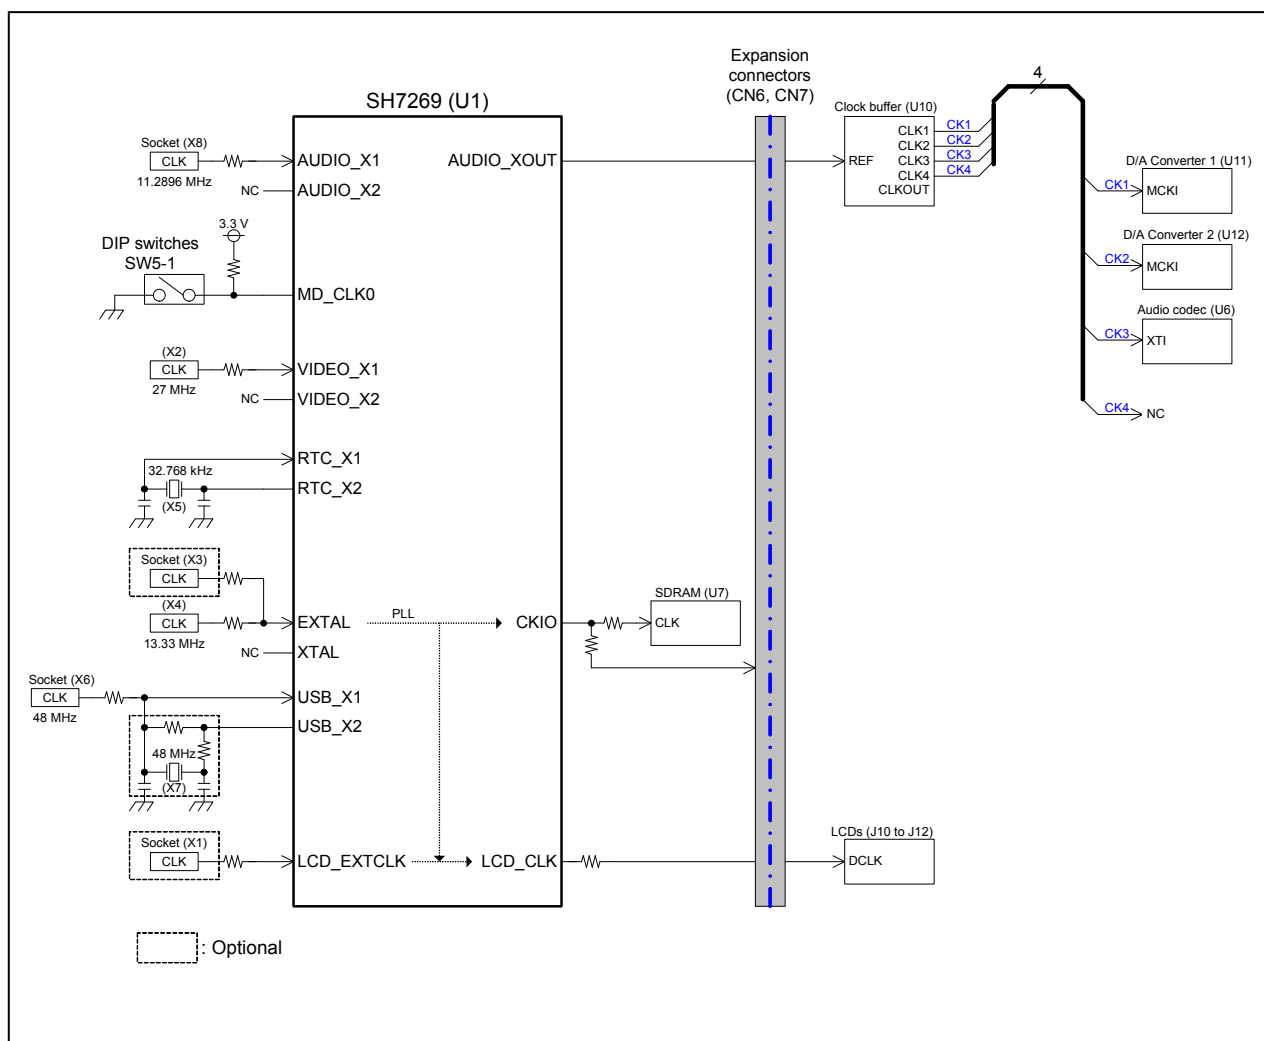 Expansion
connectors
(CN6, CN7)
4
SH7269 (U1)
Clock buffer (U10)
Socket (X8)
CLK
11.2896 MHz
AUDIO_X1
NC
AUDIO_X2
AUDIO_XOUT
REF
CLK1
CLK2
CLK3
CLK4
CLKOUT
CK1
CK2
CK3
CK4
D/A Converter 1 (U11)
CK1
MCKI
D/A Converter 2 (U12)
CK2
MCKI
Audio codec (U6)
CK3
XTI
CK4
NC
3.3 V
DIP switches
SW5-1
MD_CLK0
(X2)
CLK
27 MHz
VIDEO_X1
NC
VIDEO_X2
32.768 kHz
(X5)
RTC_X1
RTC_X2
Socket (X3)
CLK
(X4)
CLK
13.33 MHz
EXTAL
PLL
CKIO
NC
XTAL
SDRAM (U7)
CLK
Socket (X6)
CLK
48 MHz
USB_X1
USB_X2
48 MHz
(X7)
Socket (X1)
CLK
LCD_EXTCLK
LCD_CLK
LCDs (J10 to J12)
DCLK
: Optional